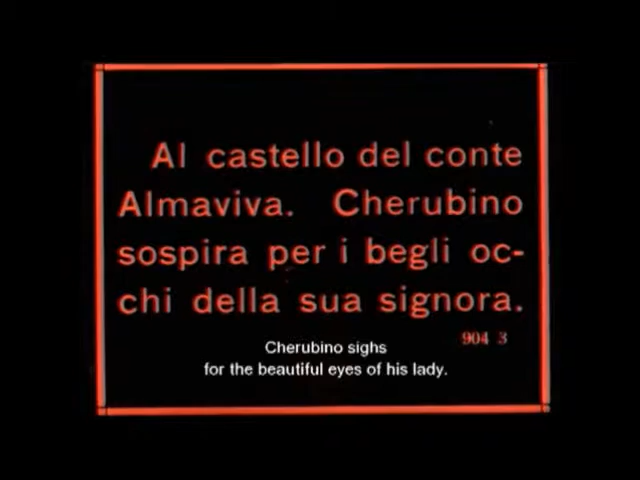 Al castello del conte
Almaviva. Cherubino
sospira per i begli oc-
chi della sua signora.
904 3
Cherubino sighs
for the beautiful eyes of his lady.